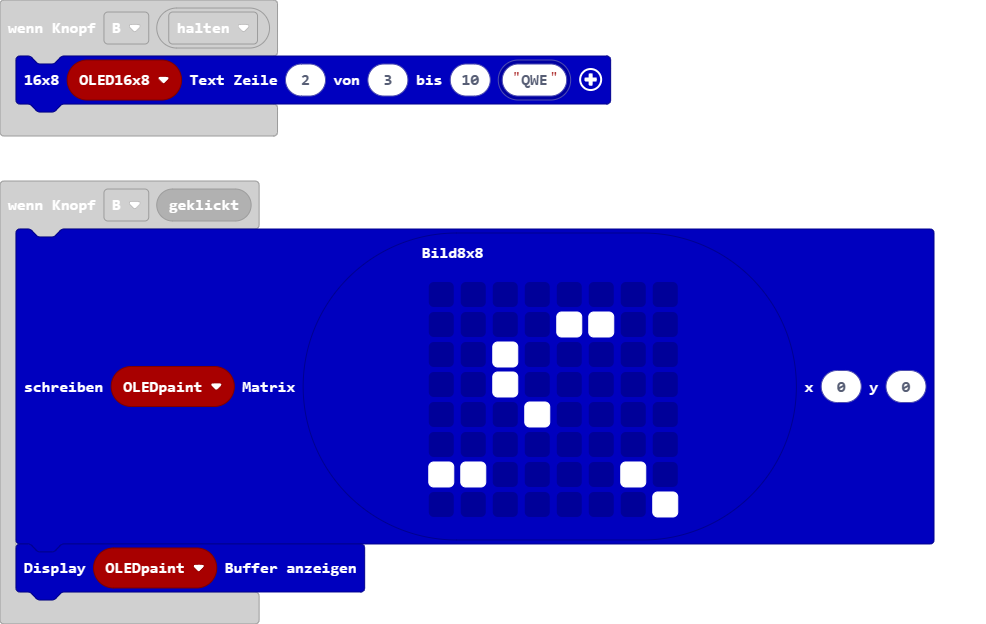 wenn Knopf B halten
16x8 OLED16x8 Text Zeile 2 von 3 bis 10 "QWE"
wenn Knopf B geklickt
Bild8x8
schreiben OLEDpaint Matrix x 0 y 0
Display OLEDpaint Buffer anzeigen